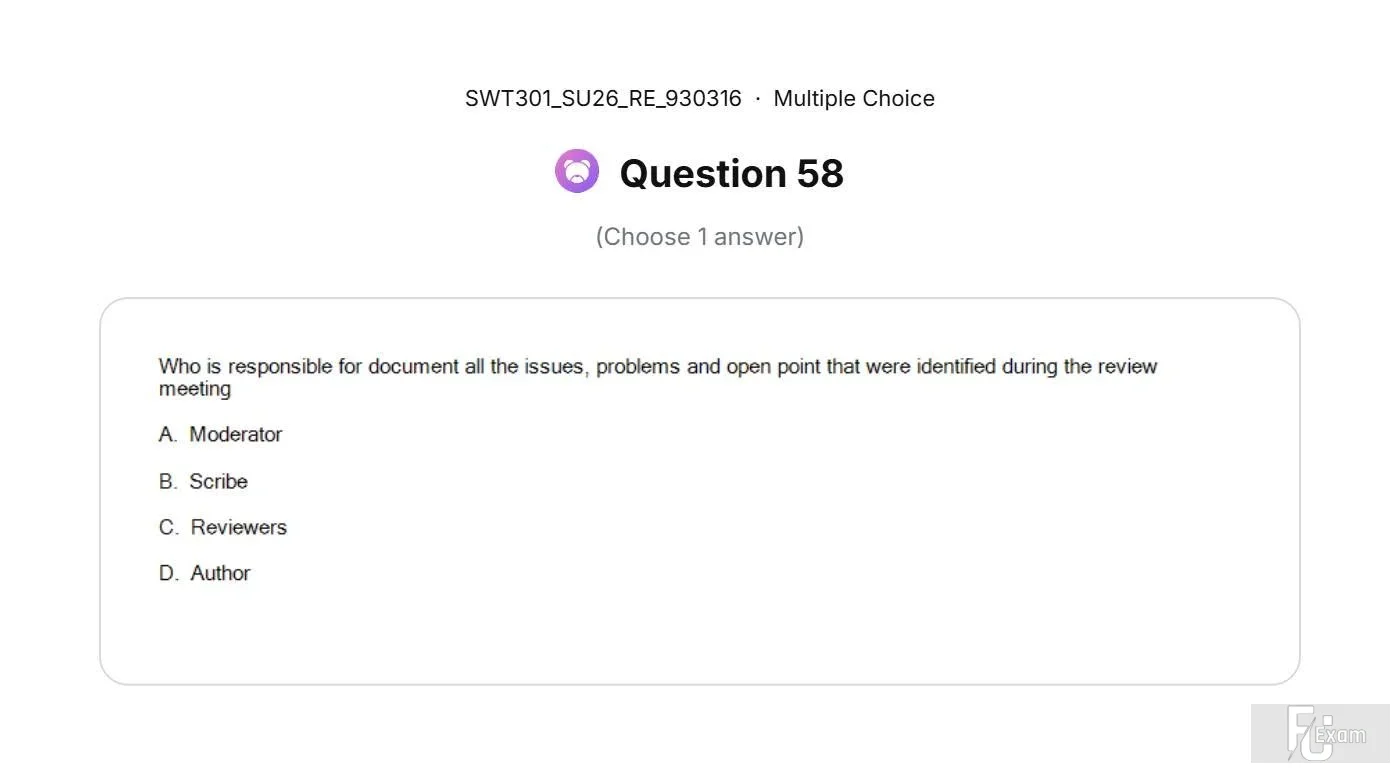 SWT301_SU26_RE_930316 · Multiple Choice
Question 58
(Choose 1 answer)
Who is responsible for document all the issues, problems and open point that were identified during the review
meeting
A. Moderator
B. Scribe
C. Reviewers
D. Author
FU Exam